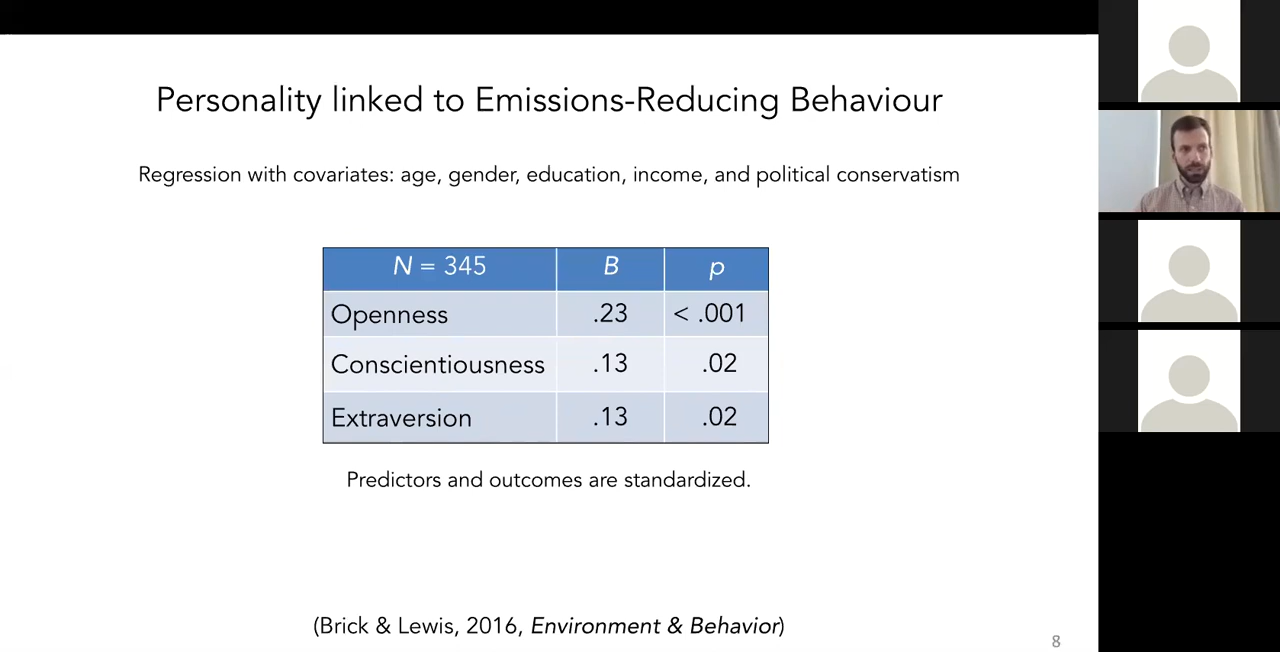 Personality linked to Emissions-Reducing Behaviour
Regression with covariates: age, gender, education, income, and political conservatism
N = 345 B p
Openness .23 < .001
Conscientiousness .13 .02
Extraversion .13 .02
Predictors and outcomes are standardized.
(Brick & Lewis, 2016, Environment & Behavior)
8